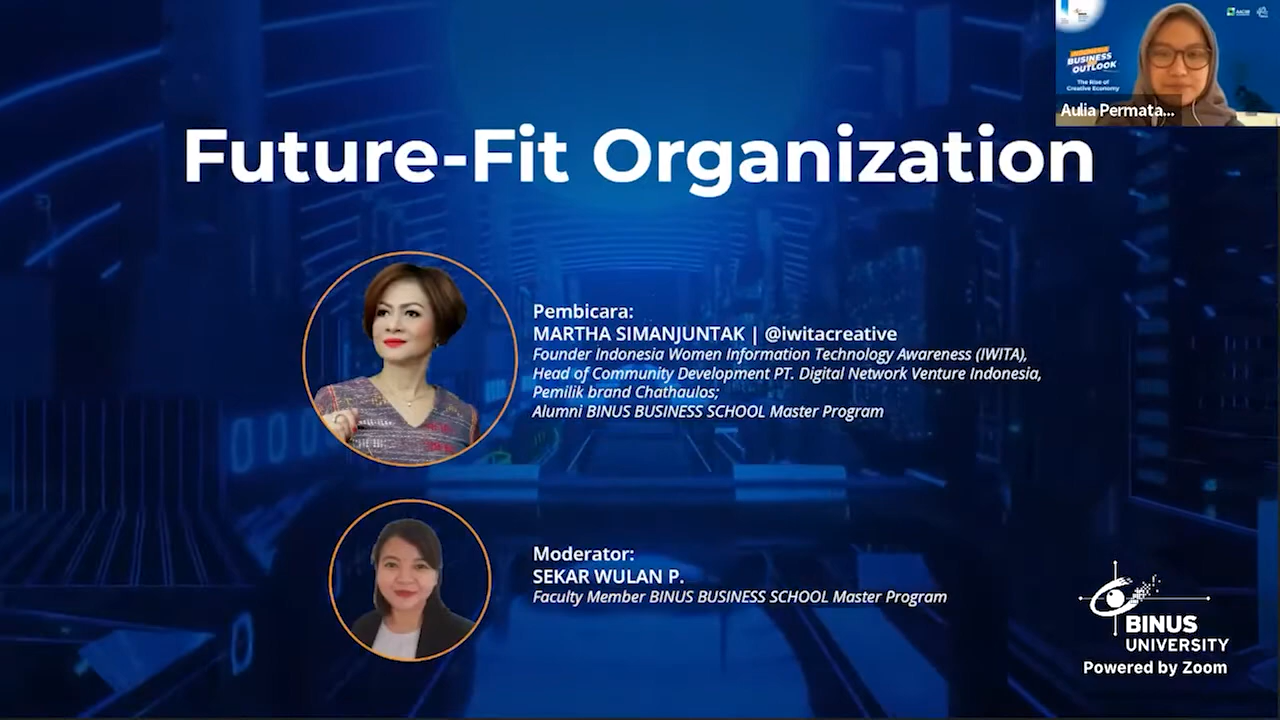 INDONESIA
BUSINESS
OUTLOOK
The Rise of
Creative Economy
Aulia Permata...
Future-Fit Organization
Pembicara:
MARTHA SIMANJUNTAK | @iwitacreative
Founder Indonesia Women Information Technology Awareness (IWITA),
Head of Community Development PT. Digital Network Venture Indonesia,
Pemilik brand Chathaulos;
Alumni BINUS BUSINESS SCHOOL Master Program
Moderator:
SEKAR WULAN P.
Faculty Member BINUS BUSINESS SCHOOL Master Program
BINUS
UNIVERSITY
Powered by Zoom